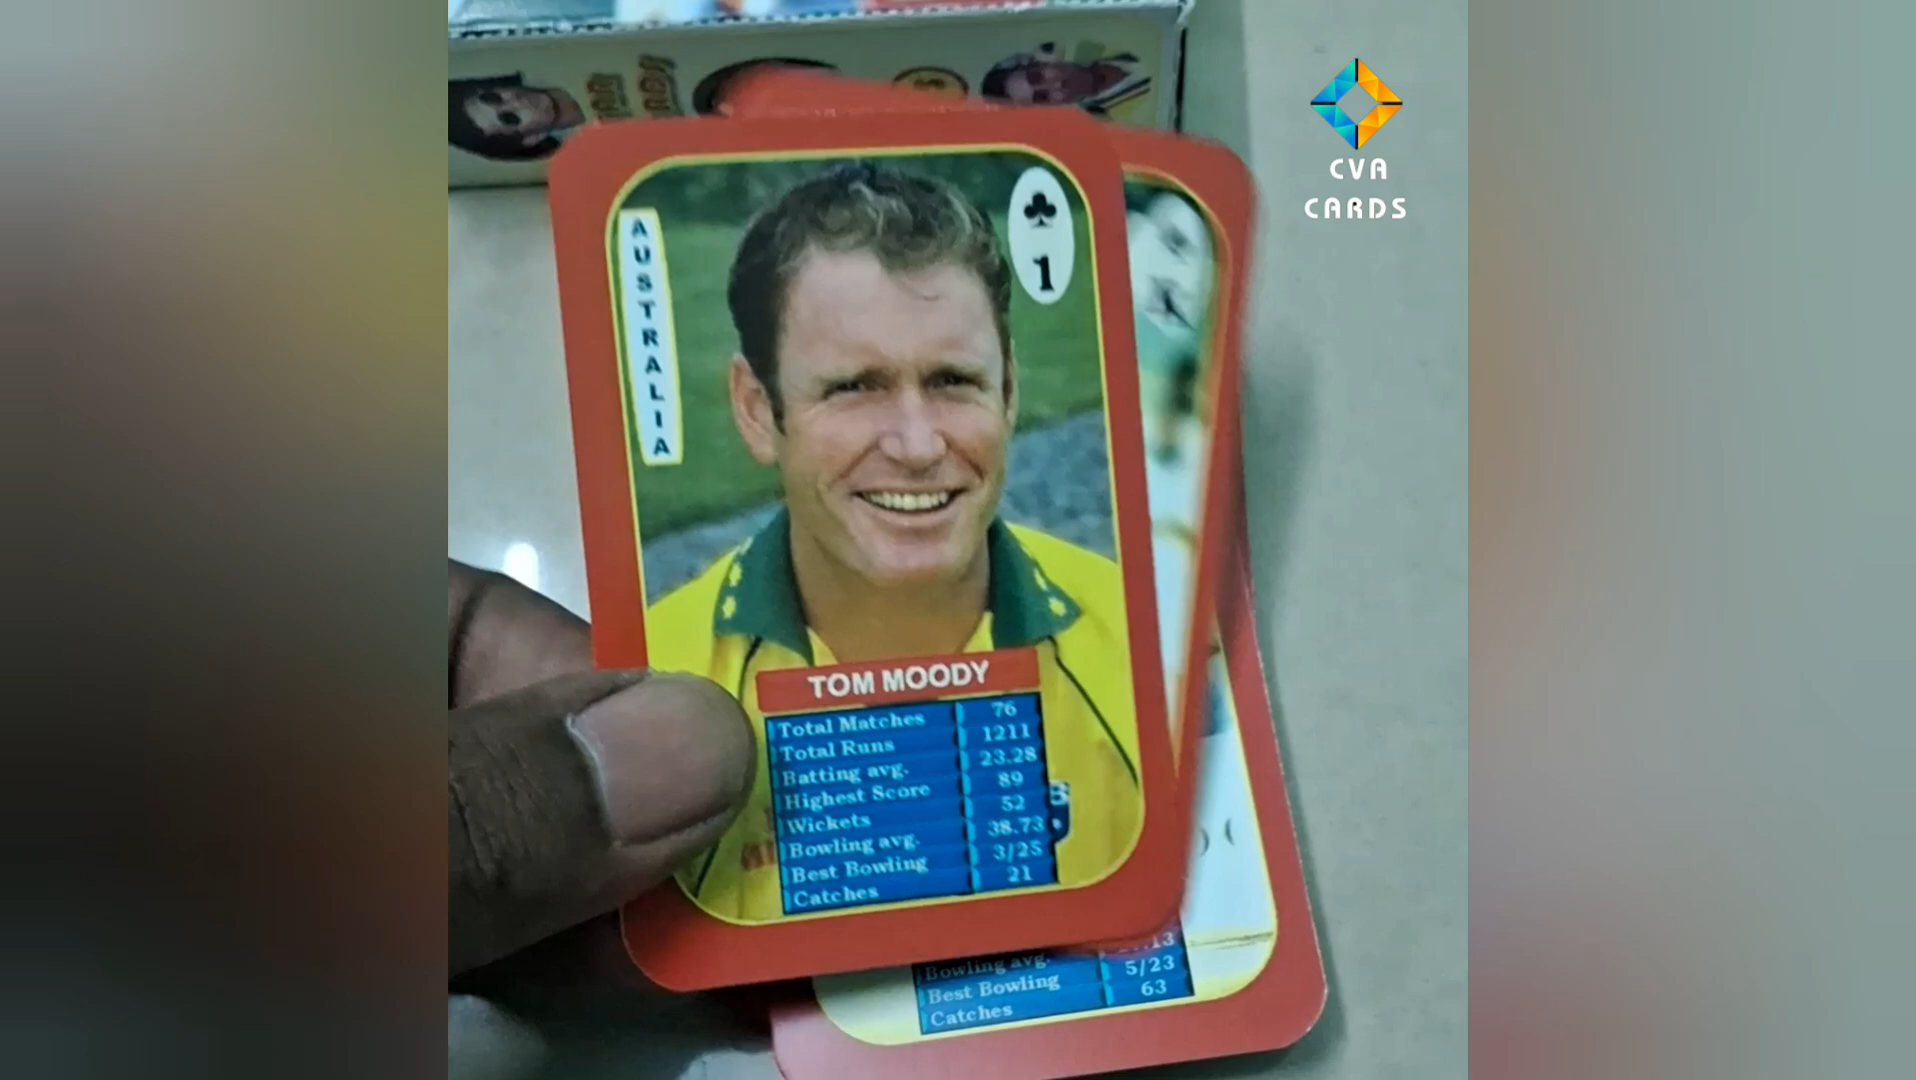 CVA
CARDS
AUSTRALIA
1
TOM MOODY
Total Matches 76
Total Runs 1211
Batting avg. 23.28
Highest Score 89
Wickets 52
Bowling avg. 38.73
Best Bowling 3/25
Catches 21
Bowling avg.
Best Bowling 5/23
Catches 63